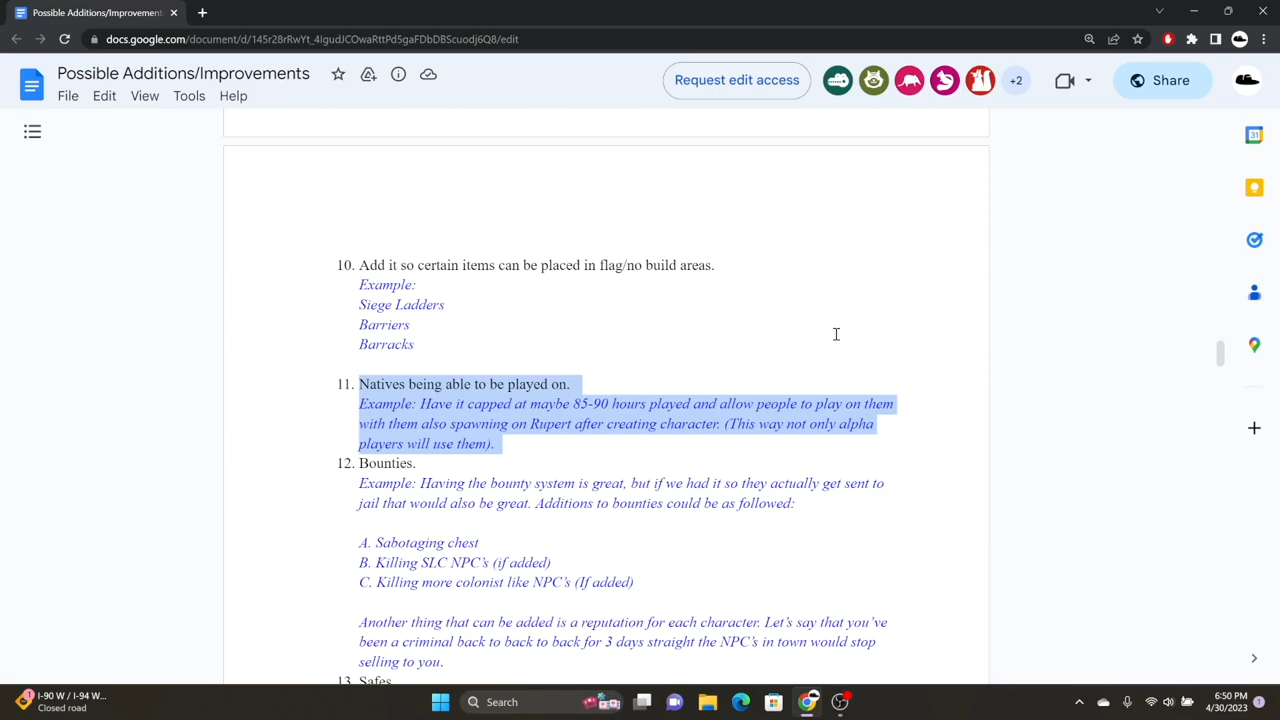 Possible Additions/Improvements
docs.google.com/document/d/145r28rRwYt_4IgudJCOwaRttPd5gaFDbDBScuodj6Q8/edit
Possible Additions/Improvements
File Edit View Tools Help
Request edit access
+2
Share
31
10. Add it so certain items can be placed in flag/no build areas.
Example:
Siege Ladders
Barriers
Barracks
11. Natives being able to be played on.
Example: Have it capped at maybe 85-90 hours played and allow people to play on them
with them also spawning on Rupert after creating character. (This way not only alpha
players will use them).
12. Bounties.
Example: Having the bounty system is great, but if we had it so they actually get sent to
jail that would also be great. Additions to bounties could be as followed:
A. Sabotaging chest
B. Killing SLC NPC's (if added)
C. Killing more colonist like NPC's (If added)
Another thing that can be added is a reputation for each character. Let's say that you've
been a criminal back to back to back for 3 days straight the NPC's in town would stop
selling to you.
13. Safes
1
I-90 W / I-94 W...
Closed road
Search
6:50 PM
4/30/2023
1